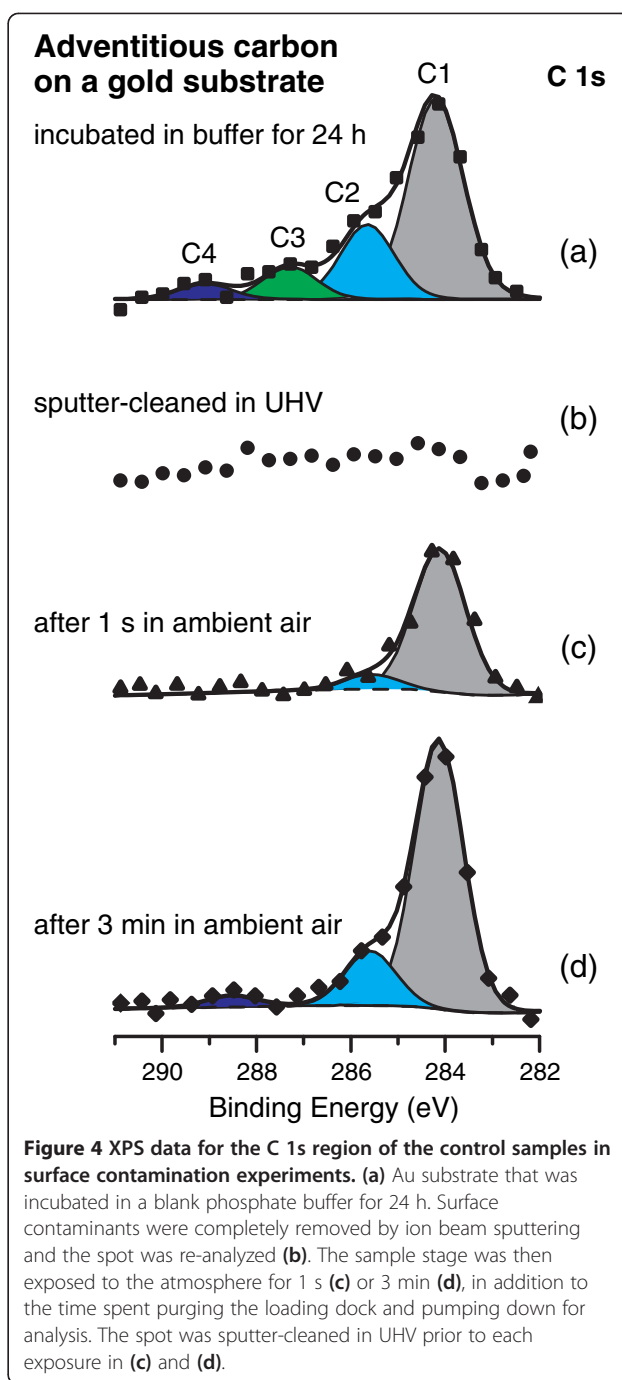 Adventitious carbon
on a gold substrate
C 1s
incubated in buffer for 24 h
C1
C2
C3
C4
(a)
sputter-cleaned in UHV
(b)
after 1 s in ambient air
(c)
after 3 min in ambient air
(d)
290 288 286 284 282
Binding Energy (eV)
Figure 4 XPS data for the C 1s region of the control samples in
surface contamination experiments. (a) Au substrate that was
incubated in a blank phosphate buffer for 24 h. Surface
contaminants were completely removed by ion beam sputtering
and the spot was re-analyzed (b). The sample stage was then
exposed to the atmosphere for 1 s (c) or 3 min (d), in addition to
the time spent purging the loading dock and pumping down for
analysis. The spot was sputter-cleaned in UHV prior to each
exposure in (c) and (d).